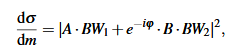 dσ/dm = |A · BW₁ + e^{-iφ} · B · BW₂|²,